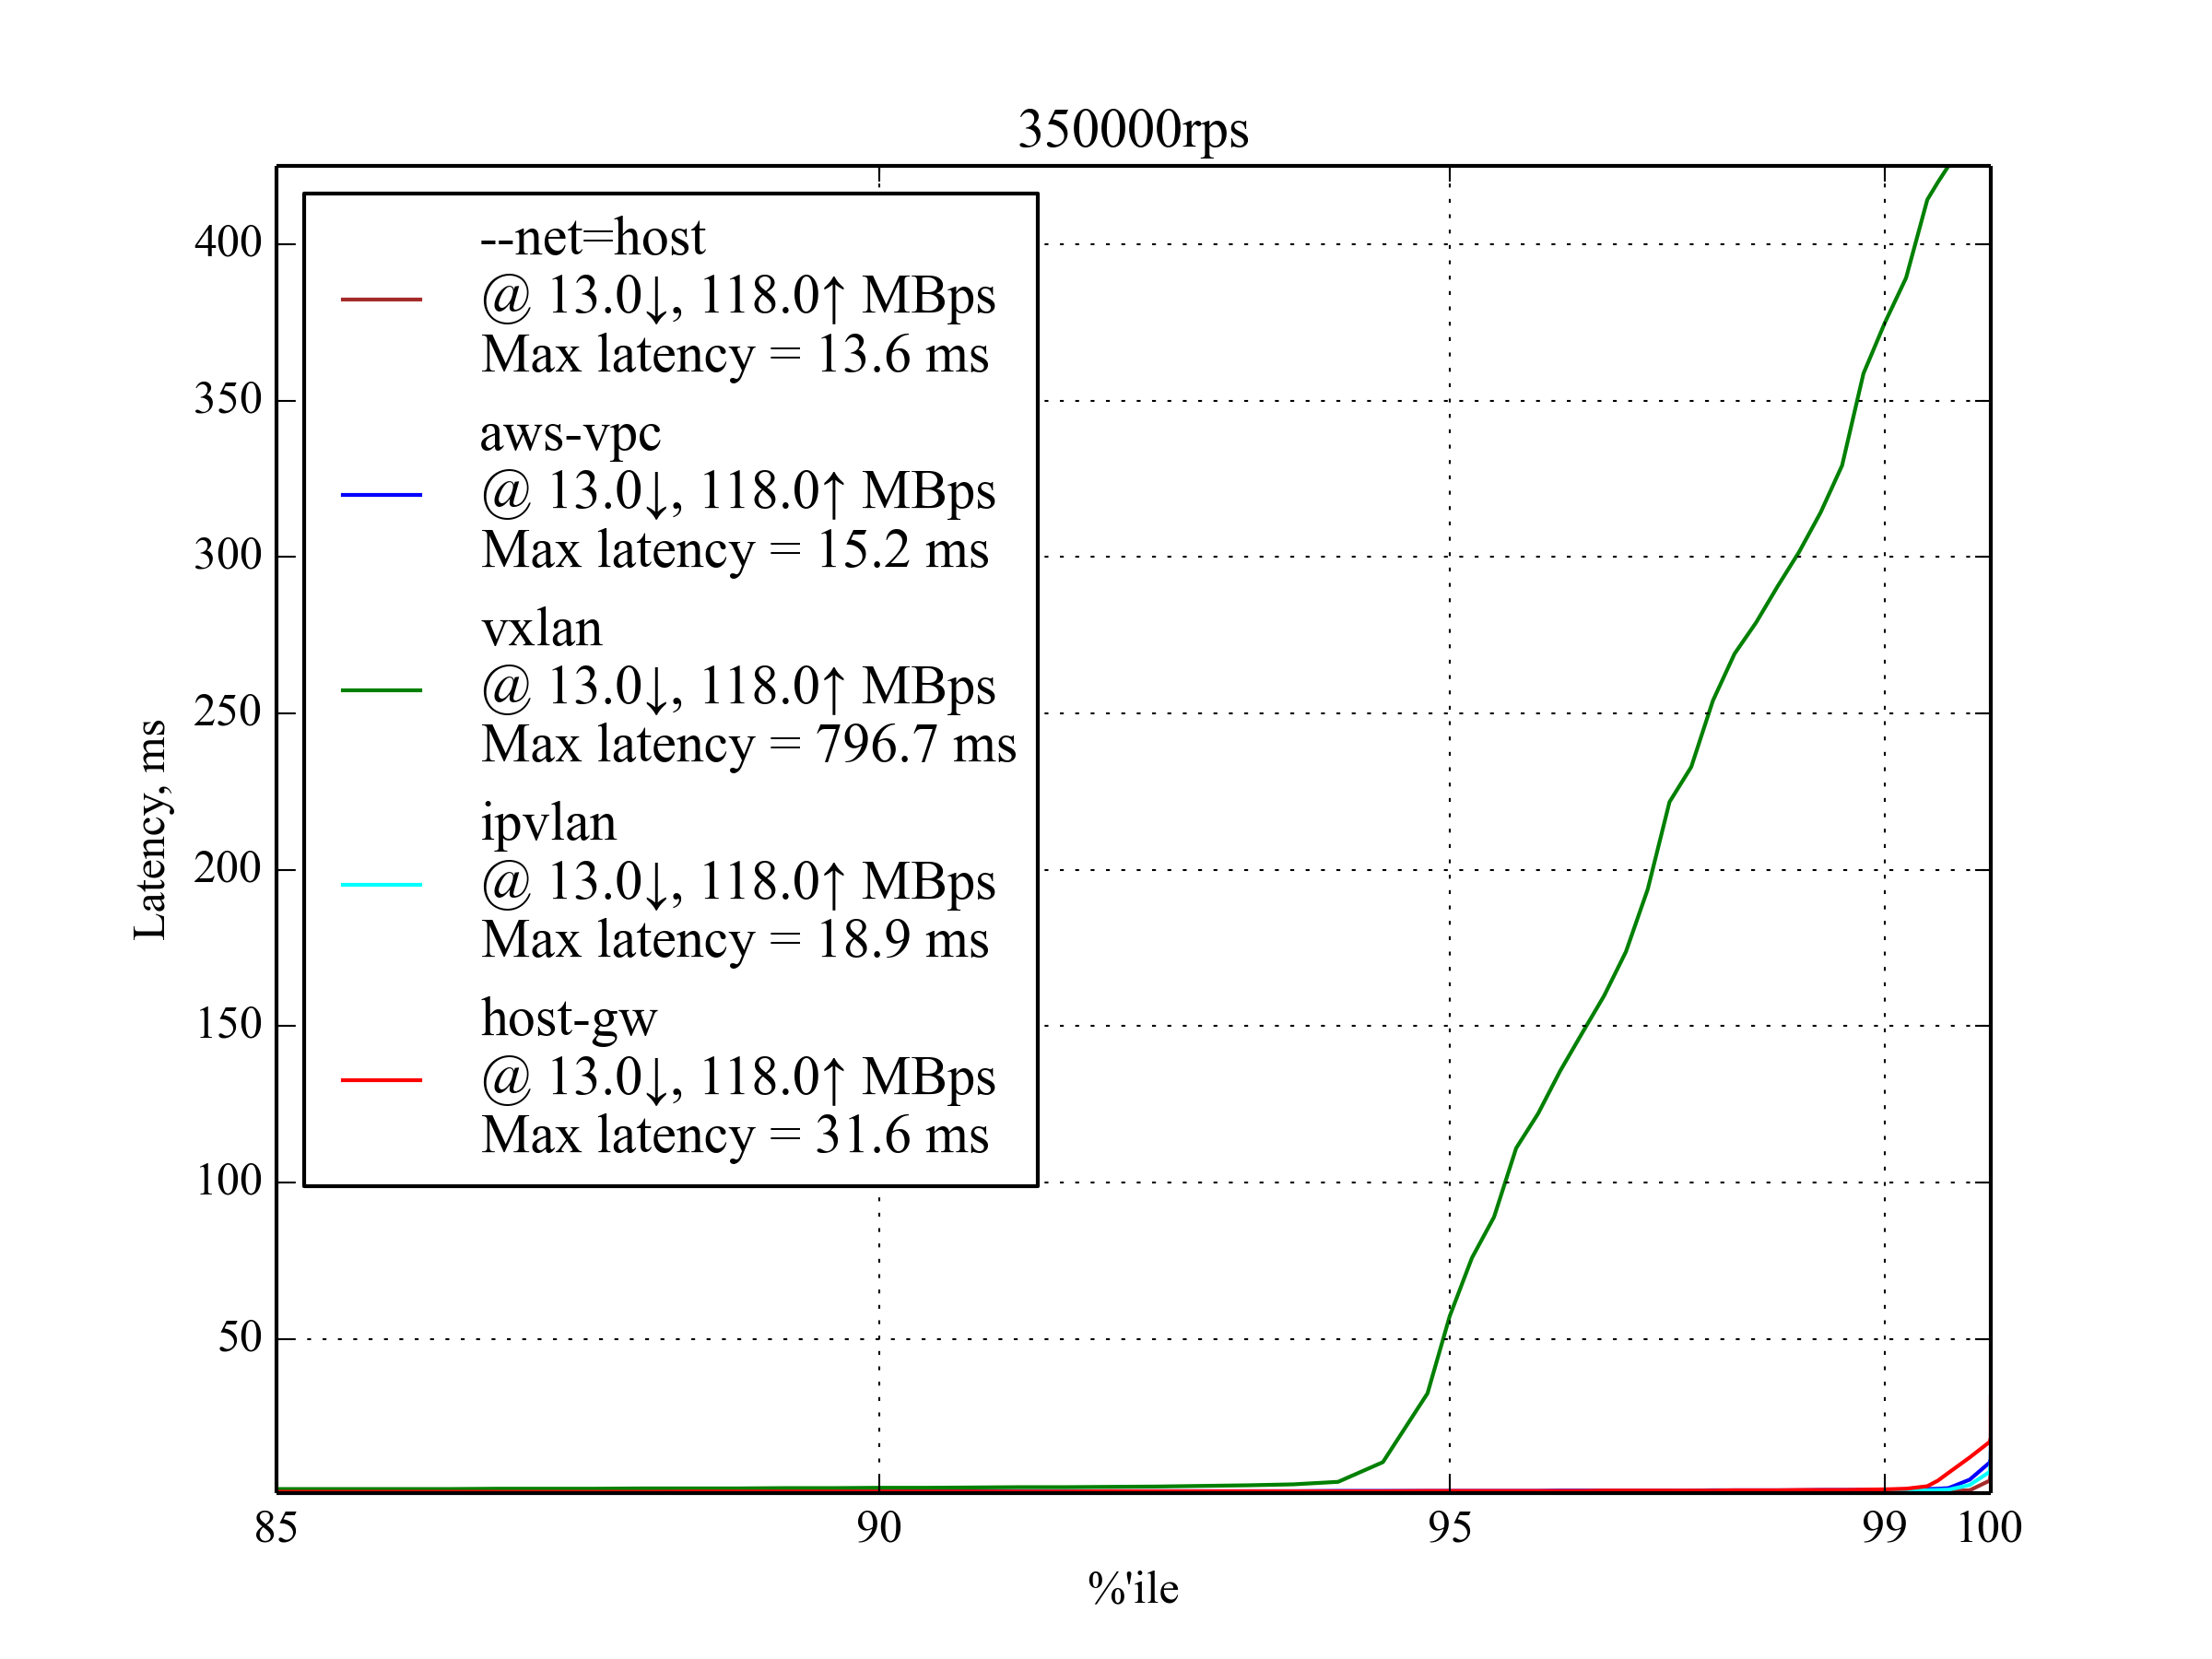 350000rps
--net=host
@ 13.0↓, 118.0↑ MBps
Max latency = 13.6 ms
aws-vpc
@ 13.0↓, 118.0↑ MBps
Max latency = 15.2 ms
vxlan
@ 13.0↓, 118.0↑ MBps
Max latency = 796.7 ms
ipvlan
@ 13.0↓, 118.0↑ MBps
Max latency = 18.9 ms
host-gw
@ 13.0↓, 118.0↑ MBps
Max latency = 31.6 ms
400
350
300
250
200
150
100
50
Latency, ms
85 90 95 99 100
%'ile